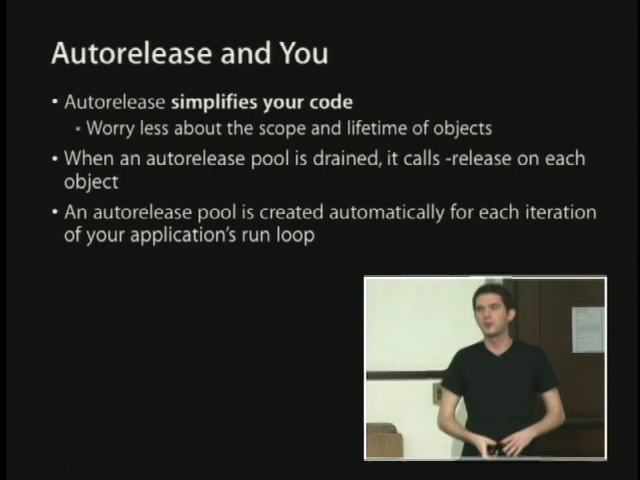 Autorelease and You
• Autorelease simplifies your code
• Worry less about the scope and lifetime of objects
• When an autorelease pool is drained, it calls -release on each
object
• An autorelease pool is created automatically for each iteration
of your application's run loop